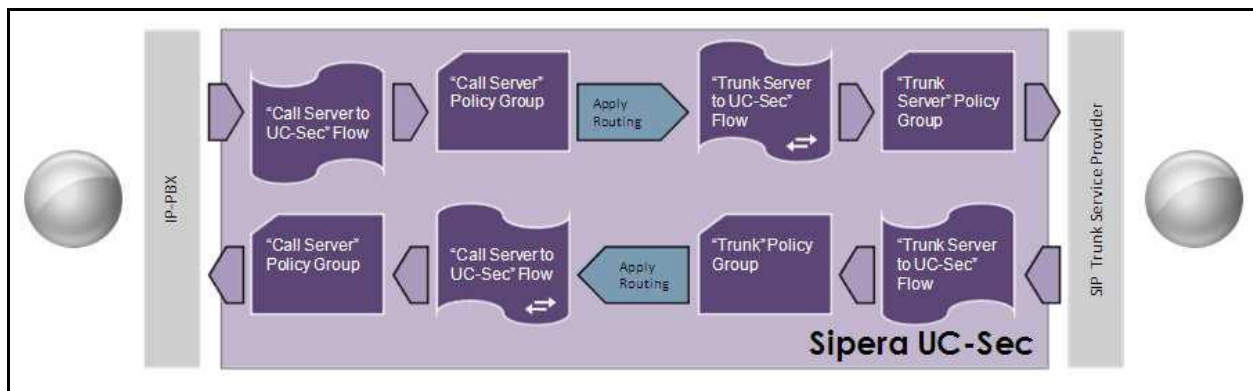 IP-PBX
“Call Server to
UC-Sec” Flow
“Call Server”
Policy Group
Apply
Routing
“Trunk Server
to UC-Sec”
Flow
“Trunk
Server” Policy
Group
SIP Trunk Service Provider
“Call Server”
Policy Group
“Call Server to
UC-Sec” Flow
Apply
Routing
“Trunk” Policy
Group
“Trunk Server
to UC-Sec”
Flow
Sipera UC-Sec